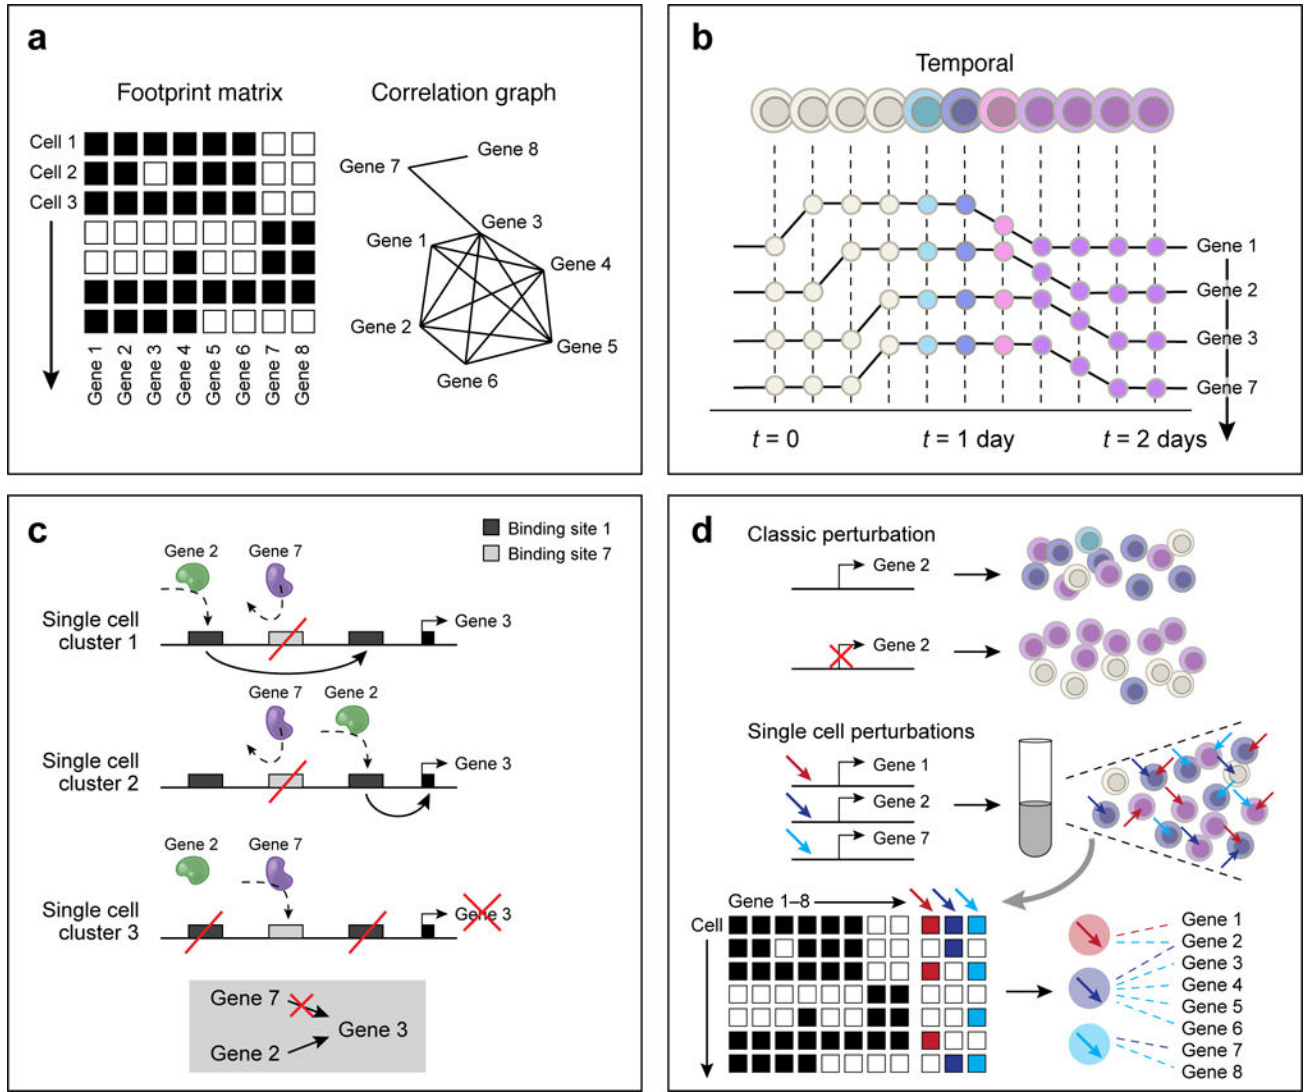 a
Footprint matrix
Correlation graph
Cell 1
Cell 2
Cell 3
Gene 1
Gene 2
Gene 3
Gene 4
Gene 5
Gene 6
Gene 7
Gene 8
Gene 8
Gene 7
Gene 3
Gene 1
Gene 4
Gene 2
Gene 5
Gene 6
b
Temporal
Gene 1
Gene 2
Gene 3
Gene 7
t = 0
t = 1 day
t = 2 days
c
Binding site 1
Binding site 7
Gene 2
Gene 7
Single cell
cluster 1
Gene 3
Gene 7
Gene 2
Single cell
cluster 2
Gene 3
Gene 2
Gene 7
Single cell
cluster 3
Gene 3
Gene 7
Gene 3
Gene 2
d
Classic perturbation
Gene 2
Gene 2
Single cell perturbations
Gene 1
Gene 2
Gene 7
Gene 1–8
Cell
Gene 1
Gene 2
Gene 3
Gene 4
Gene 5
Gene 6
Gene 7
Gene 8